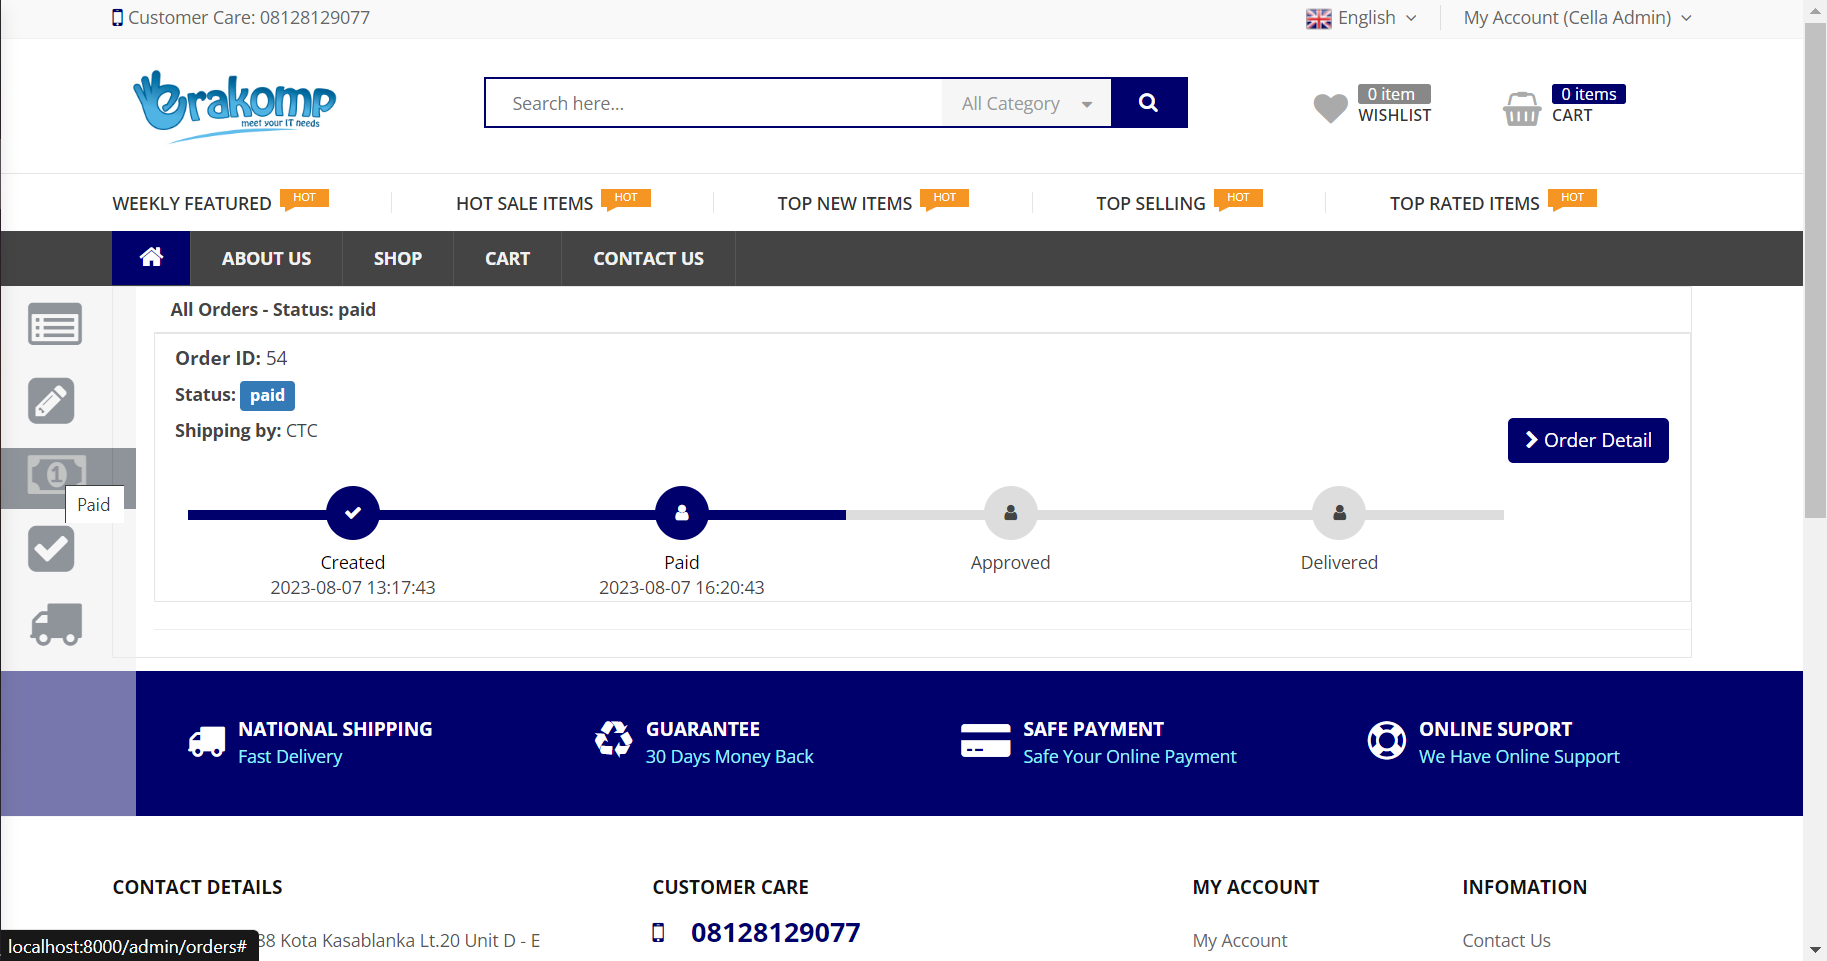 Customer Care: 08128129077
English
My Account (Cella Admin)
erakomp
meet your IT needs
Search here...
All Category
0 item
WISHLIST
0 items
CART
WEEKLY FEATURED HOT
HOT SALE ITEMS HOT
TOP NEW ITEMS HOT
TOP SELLING HOT
TOP RATED ITEMS HOT
ABOUT US
SHOP
CART
CONTACT US
All Orders - Status: paid
Order ID: 54
Status: paid
Shipping by: CTC
Order Detail
1
Paid
Created
2023-08-07 13:17:43
Paid
2023-08-07 16:20:43
Approved
Delivered
NATIONAL SHIPPING
Fast Delivery
GUARANTEE
30 Days Money Back
SAFE PAYMENT
Safe Your Online Payment
ONLINE SUPORT
We Have Online Support
CONTACT DETAILS
88 Kota Kasablanka Lt.20 Unit D - E
CUSTOMER CARE
08128129077
MY ACCOUNT
My Account
INFOMATION
Contact Us
localhost:8000/admin/orders#